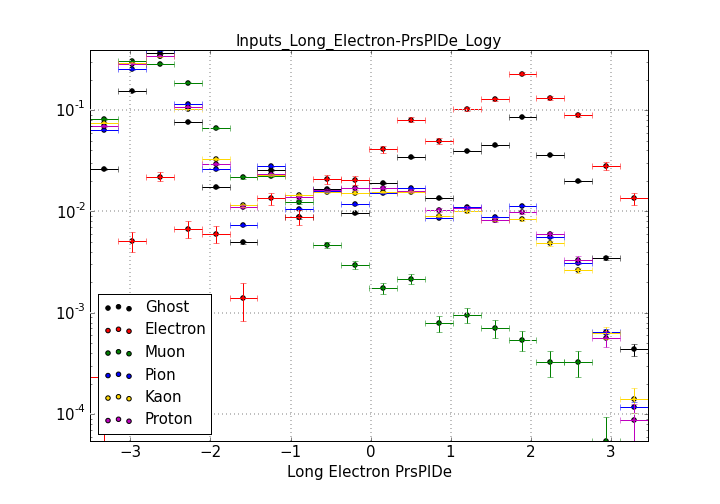 Inputs_Long_Electron-PrsPIDe_Logy
10^-1
10^-2
10^-3
10^-4
Ghost
Electron
Muon
Pion
Kaon
Proton
−3 −2 −1 0 1 2 3
Long Electron PrsPIDe